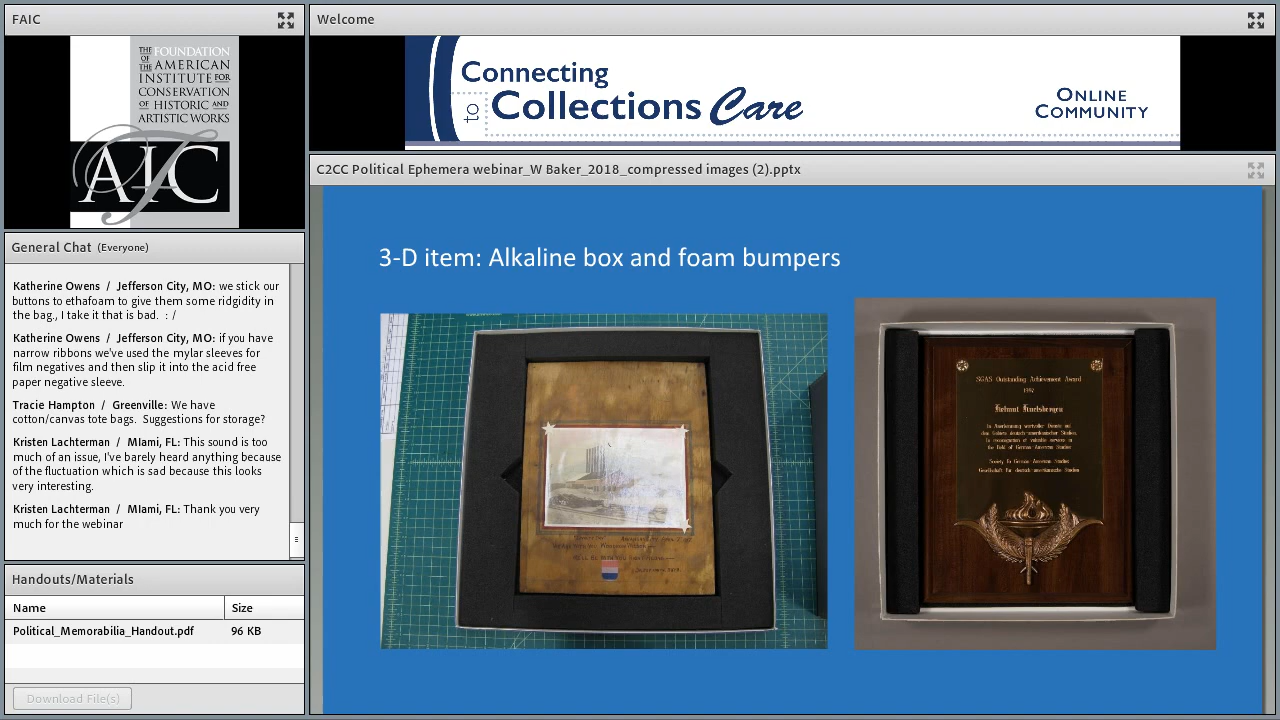 FAIC
THE FOUNDATION
OF THE AMERICAN
INSTITUTE FOR
CONSERVATION
OF HISTORIC AND
ARTISTIC WORKS
AIC
General Chat (Everyone)
Katherine Owens / Jefferson City, MO: we stick our
buttons to ethafoam to give them some ridgidity in
the bag., I take it that is bad. : /
Katherine Owens / Jefferson City, MO: if you have
narrow ribbons you use the mylar sleeves for
film negative and then slip it into the acid free
paper negative sleeve.
Tracie Hampton / Greenville: We have
cotton/canvas tote bags. Suggestions for storage?
Kristen Lachterman / MIami, FL: This sound is too
much of an issue, I've barely heard anything because
of the fluctuation which is sad because this looks
very interesting.
Kristen Lachterman / MIami, FL: Thank you very
much for the webinar
Handouts/Materials
Name Size
Political_Memorabilia_Handout.pdf 96 KB
Download File(s)
Welcome
Connecting
to Collections Care
ONLINE
COMMUNITY
C2CC Political Ephemera webinar_W Baker_2018_compressed images (2).pptx
3-D item: Alkaline box and foam bumpers
SGAS Outstanding Achievement Award
Society for German American Studies